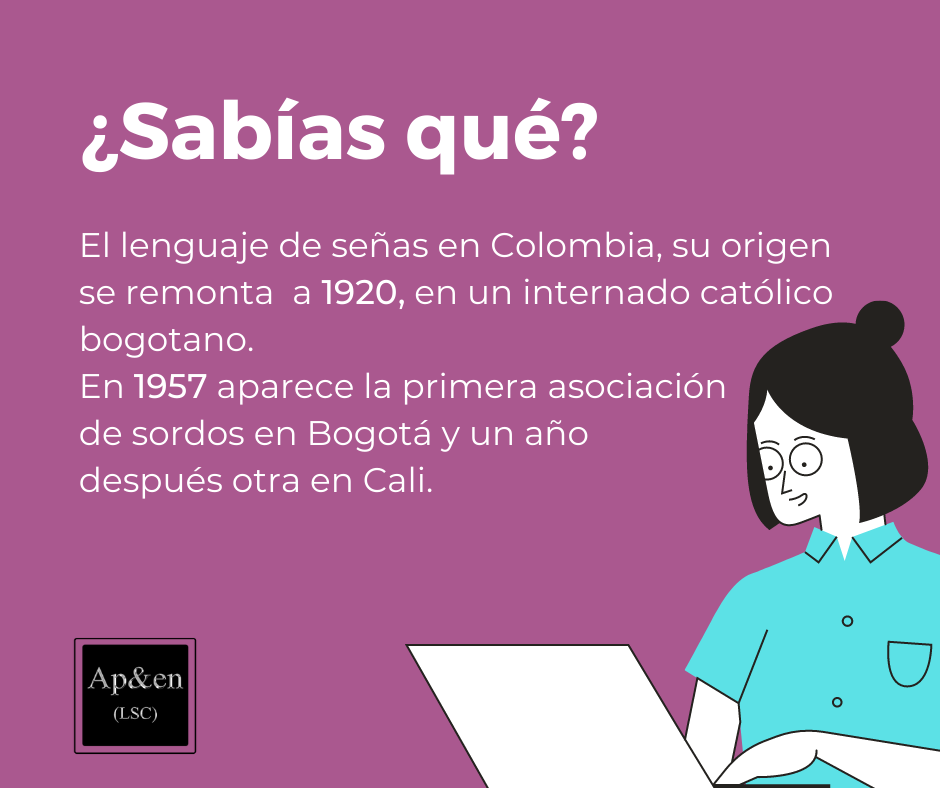 ¿Sabías qué?
El lenguaje de señas en Colombia, su origen
se remonta a 1920, en un internado católico
bogotano.
En 1957 aparece la primera asociación
de sordos en Bogotá y un año
después otra en Cali.
Ap&en
(LSC)